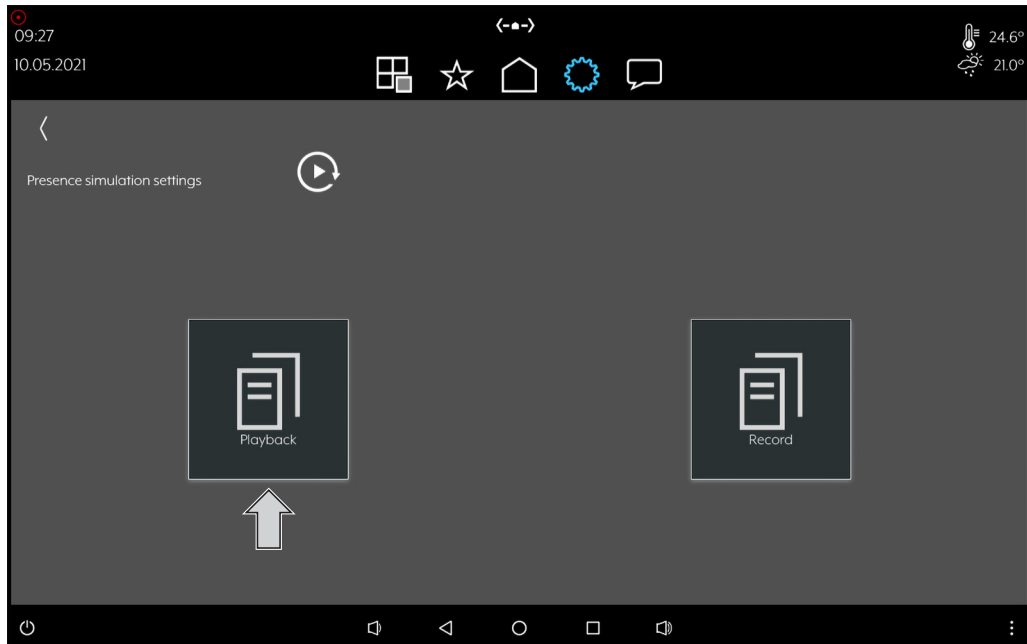 09:27
24.6°
10.05.2021
21.0°
Presence simulation settings
Playback
Record